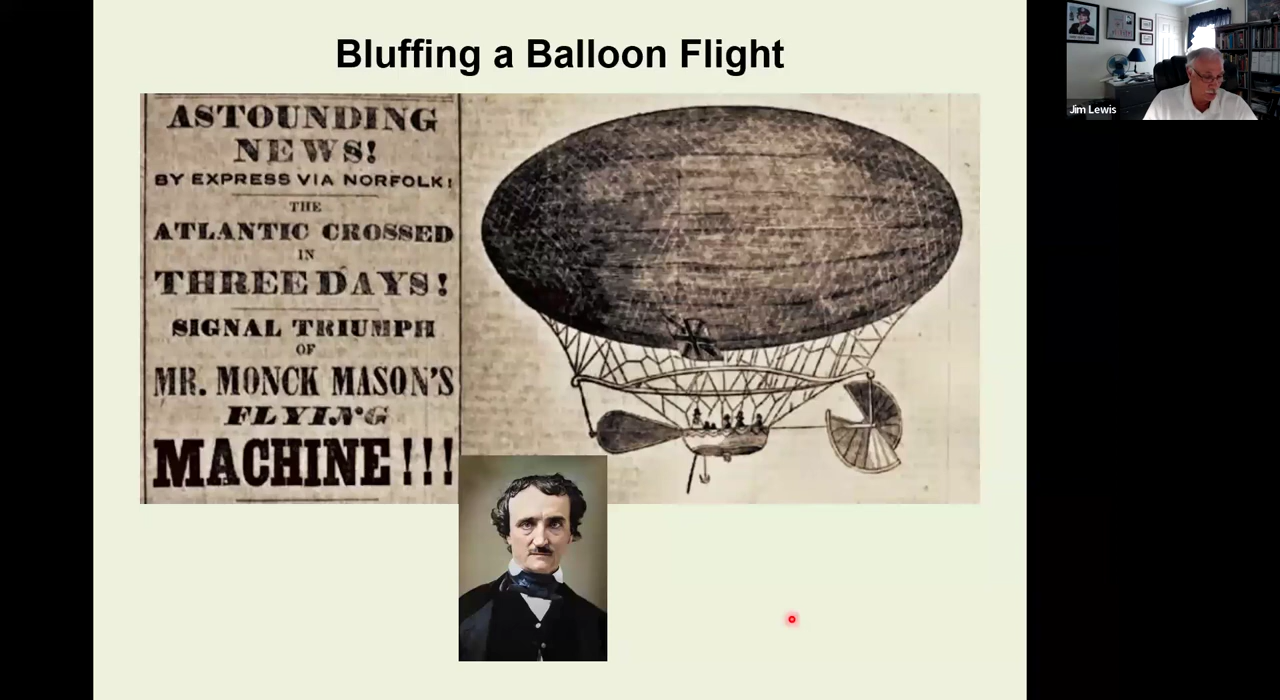 Bluffing a Balloon Flight
ASTOUNDING
NEWS!
BY EXPRESS VIA NORFOLK!
THE
ATLANTIC CROSSED
IN
THREE DAYS!
SIGNAL TRIUMPH
OF
MR. MONCK MASON'S
FLYING
MACHINE!!!
Jim Lewis